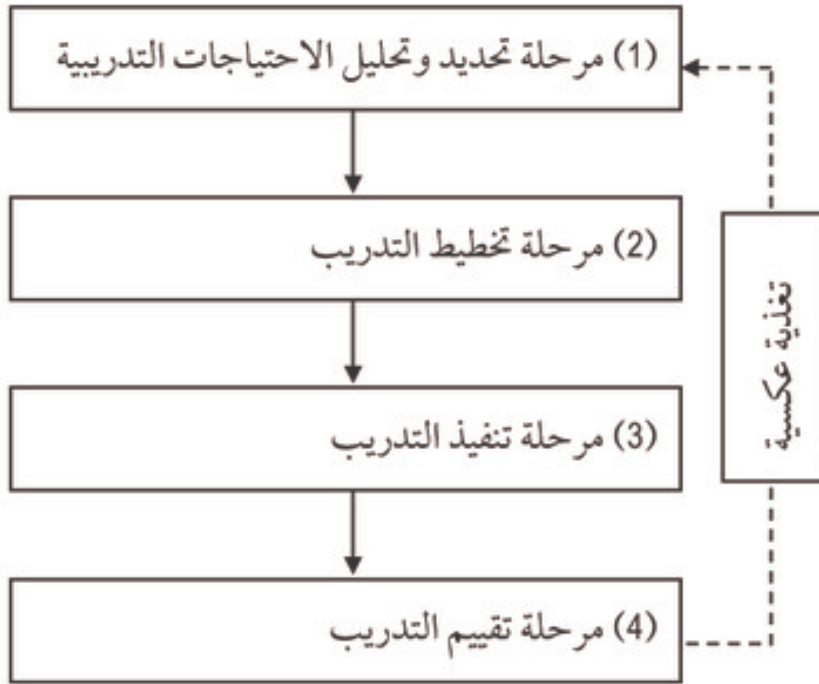 (1) مرحلة تحديد وتحليل الاحتياجات التدريبية
(2) مرحلة تخطيط التدريب
(3) مرحلة تنفيذ التدريب
(4) مرحلة تقييم التدريب
تغذية عكسية